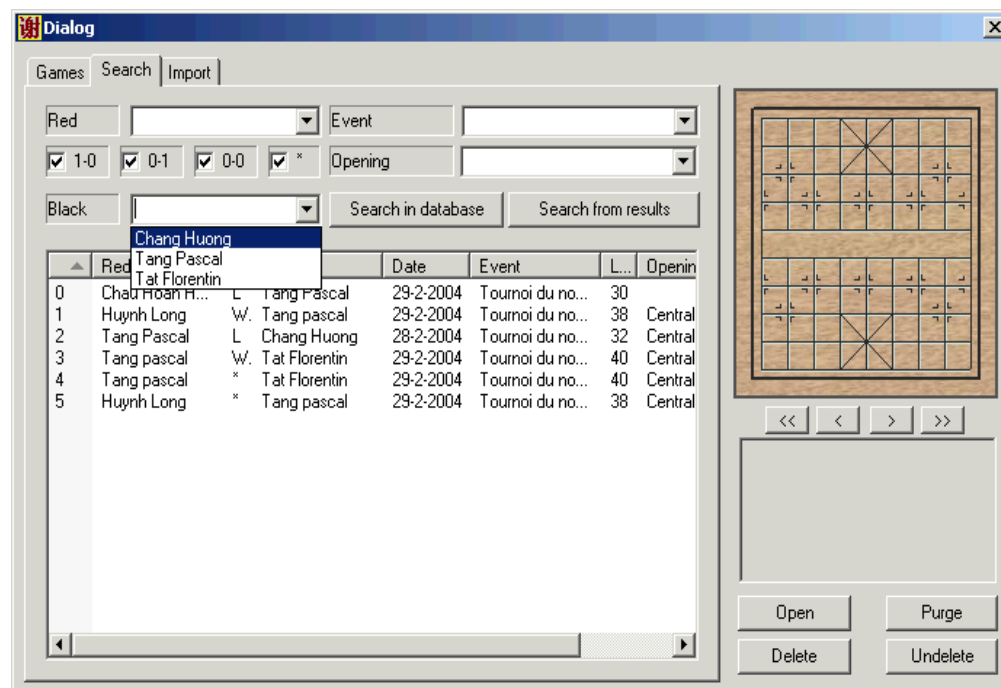 谢 Dialog
Games Search Import
Red Event
1-0 0-1 0-0 * Opening
Black Search in database Search from results
Chang Huong
Tang Pascal
Tat Florentin
Red Date Event L... Openin
0 Chau Hoan H... L Tang Pascal 29-2-2004 Tournoi du no... 30
1 Huynh Long W. Tang pascal 29-2-2004 Tournoi du no... 38 Central
2 Tang Pascal L Chang Huong 28-2-2004 Tournoi du no... 32 Central
3 Tang pascal W. Tat Florentin 29-2-2004 Tournoi du no... 40 Central
4 Tang pascal * Tat Florentin 29-2-2004 Tournoi du no... 40 Central
5 Huynh Long * Tang pascal 29-2-2004 Tournoi du no... 38 Central
<< < > >>
Open Purge
Delete Undelete